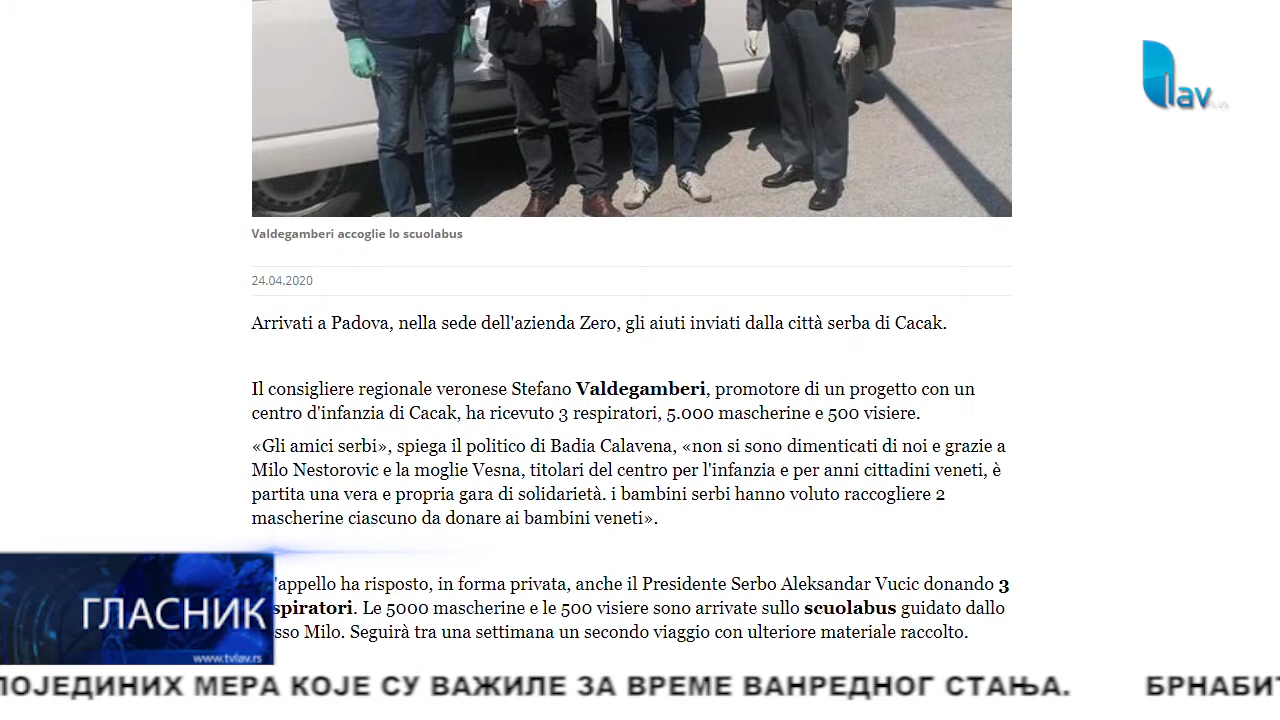 lav PLUS
Valdegamberi accoglie lo scuolabus
24.04.2020
Arrivati a Padova, nella sede dell'azienda Zero, gli aiuti inviati dalla città serba di Cacak.
Il consigliere regionale veronese Stefano Valdegamberi, promotore di un progetto con un
centro d'infanzia di Cacak, ha ricevuto 3 respiratori, 5.000 mascherine e 500 visiere.
«Gli amici serbi», spiega il politico di Badia Calavena, «non si sono dimenticati di noi e grazie a
Milo Nestorovic e la moglie Vesna, titolari del centro per l'infanzia e per anni cittadini veneti, è
partita una vera e propria gara di solidarietà. i bambini serbi hanno voluto raccogliere 2
mascherine ciascuno da donare ai bambini veneti».
'appello ha risposto, in forma privata, anche il Presidente Serbo Aleksandar Vucic donando 3
spiratori. Le 5000 mascherine e le 500 visiere sono arrivate sullo scuolabus guidato dallo
sso Milo. Seguirà tra una settimana un secondo viaggio con ulteriore materiale raccolto.
ГЛАСНИК
www.tvlav.rs
ПОЈЕДИНИХ МЕРА КОЈЕ СУ ВАЖИЛЕ ЗА ВРЕМЕ ВАНРЕДНОГ СТАЊА. БРНАБИ